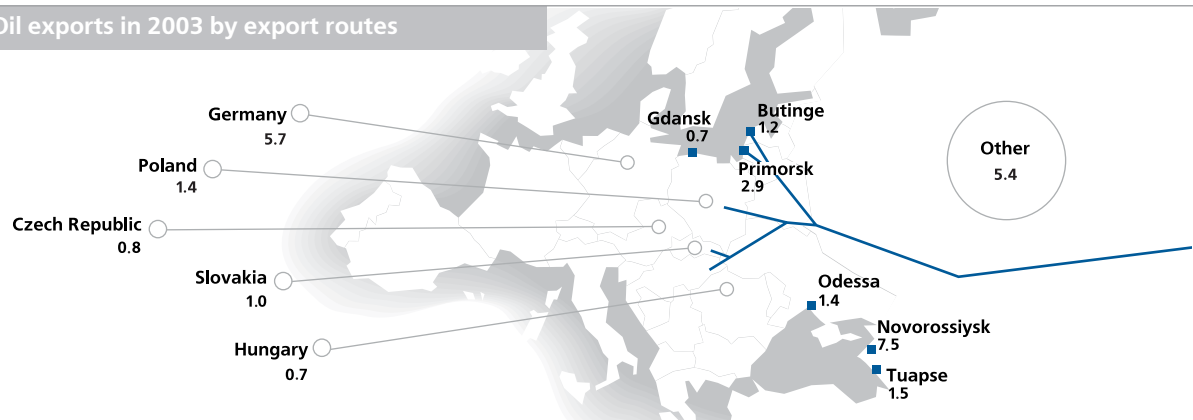 Oil exports in 2003 by export routes
Germany
5.7
Poland
1.4
Czech Republic
0.8
Slovakia
1.0
Hungary
0.7
Gdansk
0.7
Butinge
1.2
Primorsk
2.9
Other
5.4
Odessa
1.4
Novorossiysk
7.5
Tuapse
1.5